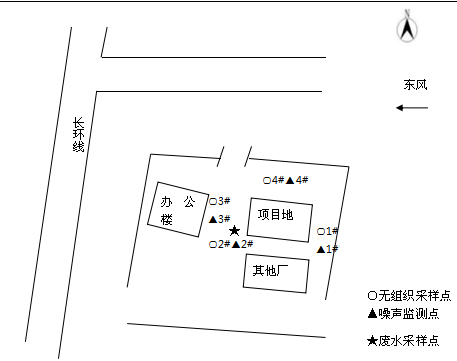 N
东风
长环线
○4#▲4#
办 公
楼
○3#
▲3#
项目地
○2#▲2#
○1#
▲1#
其他厂
○无组织采样点
▲噪声监测点
★废水采样点